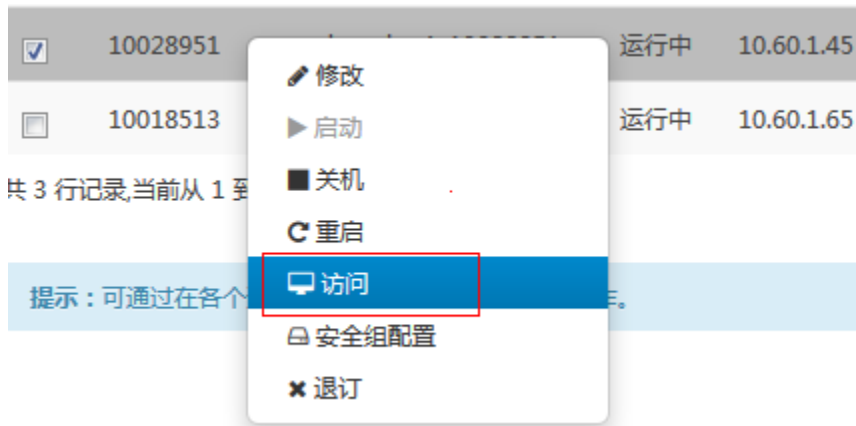 10028951 运行中 10.60.1.45
修改
10018513 启动 运行中 10.60.1.65
关机
共 3 行记录,当前从 1 到
重启
访问
提示：可通过在各个 作。
安全组配置
退订